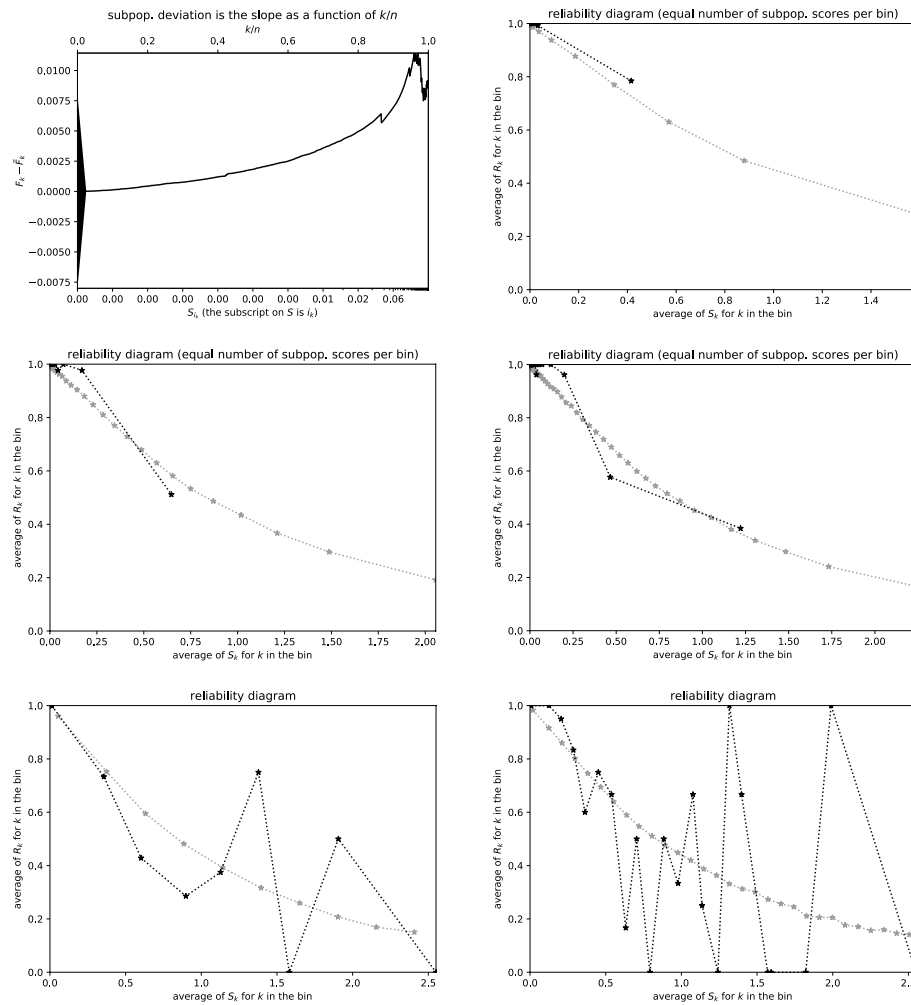 subpop. deviation is the slope as a function of k/n
k/n
0.0 0.2 0.4 0.6 0.8 1.0
0.0100
0.0075
0.0050
0.0025
0.0000
−0.0025
−0.0050
−0.0075
F_k − F̃_k
0.00 0.00 0.00 0.00 0.01 0.02 0.06
S_{i_k} (the subscript on S is i_k)
reliability diagram (equal number of subpop. scores per bin)
1.0
0.8
0.6
0.4
0.2
0.0
average of R_k for k in the bin
0.0 0.2 0.4 0.6 0.8 1.0 1.2 1.4
average of S_k for k in the bin
reliability diagram (equal number of subpop. scores per bin)
1.0
0.8
0.6
0.4
0.2
0.0
average of R_k for k in the bin
0.00 0.25 0.50 0.75 1.00 1.25 1.50 1.75 2.00
average of S_k for k in the bin
reliability diagram (equal number of subpop. scores per bin)
1.0
0.8
0.6
0.4
0.2
0.0
average of R_k for k in the bin
0.00 0.25 0.50 0.75 1.00 1.25 1.50 1.75 2.00
average of S_k for k in the bin
reliability diagram
1.0
0.8
0.6
0.4
0.2
0.0
average of R_k for k in the bin
0.0 0.5 1.0 1.5 2.0 2.5
average of S_k for k in the bin
reliability diagram
1.0
0.8
0.6
0.4
0.2
0.0
average of R_k for k in the bin
0.0 0.5 1.0 1.5 2.0 2.5
average of S_k for k in the bin